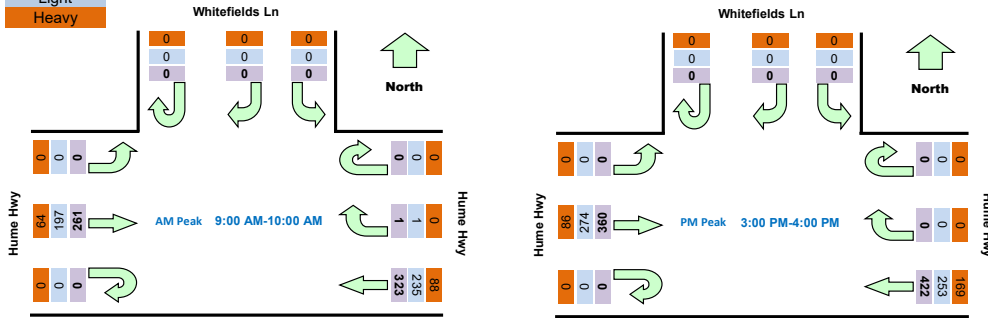 Light
Heavy
Whitefields Ln
0 0 0
0 0 0
0 0 0
North
0 0 0
0 0 0
Hume Hwy
64 197 261
AM Peak 9:00 AM-10:00 AM
1 1 0
Hume Hwy
0 0 0
323 235 88
Whitefields Ln
0 0 0
0 0 0
0 0 0
North
0 0 0
0 0 0
Hume Hwy
86 274 360
PM Peak 3:00 PM-4:00 PM
0 0 0
Hume Hwy
0 0 0
422 253 169